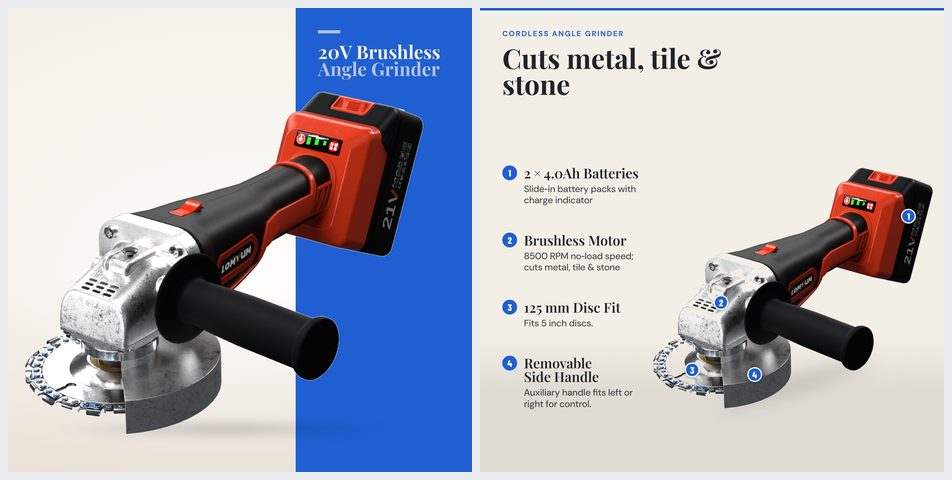 20V Brushless
Angle Grinder
21V
LOMVUM
CORDLESS ANGLE GRINDER
Cuts metal, tile &
stone
1
2 × 4.0Ah Batteries
Slide-in battery packs with
charge indicator
2
Brushless Motor
8500 RPM no-load speed;
cuts metal, tile & stone
3
125 mm Disc Fit
Fits 5 inch discs.
4
Removable
Side Handle
Auxiliary handle fits left or
right for control.
1
21V
LOMVUM
2
3
4